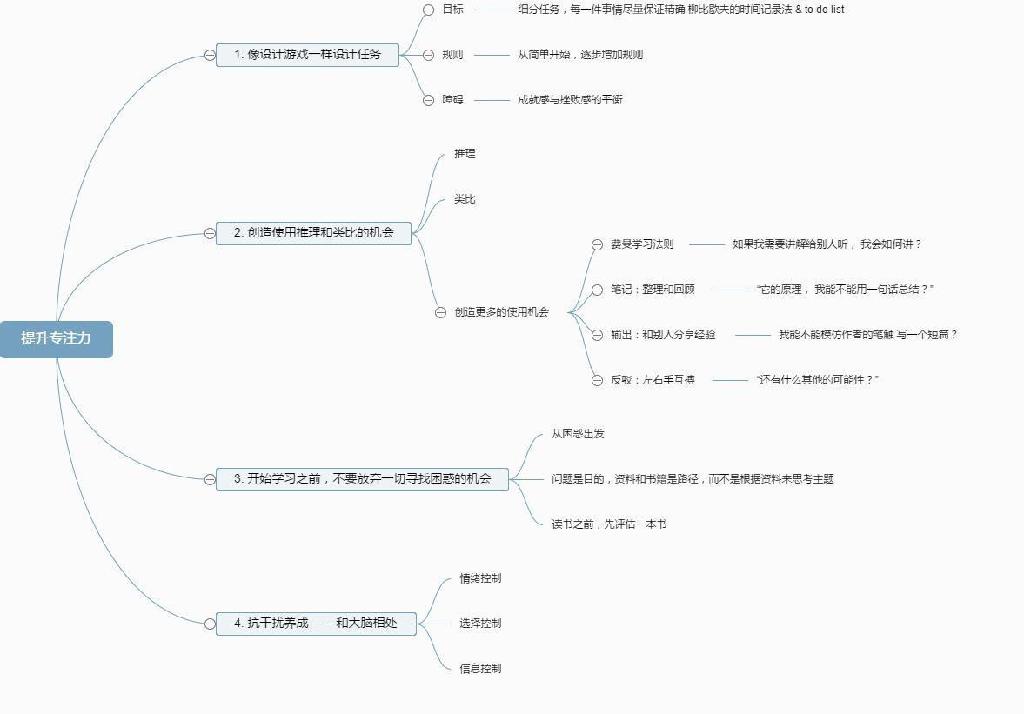 提升专注力
1. 像设计游戏一样设计任务
目标
细分任务，每一件事情尽量保证精确 柳比歇夫的时间记录法 & to do list
规则
从简单开始，逐步增加规则
障碍
成就感与挫败感的平衡
2. 创造使用推理和类比的机会
推理
类比
创造更多的使用机会
费曼学习法则
如果我需要讲解给别人听， 我会如何讲？
笔记：整理和回顾
“它的原理， 我能不能用一句话总结？”
输出：和别人分享经验
我能不能模仿作者的笔触 写一个短篇？
反驳：左右手互搏
“还有什么其他的可能性？”
3. 开始学习之前，不要放弃一切寻找困惑的机会
从困惑出发
问题是目的，资料和书籍是路径，而不是根据资料来思考主题
读书之前，先评估一本书
4. 抗干扰养成——和大脑相处
情绪控制
选择控制
信息控制